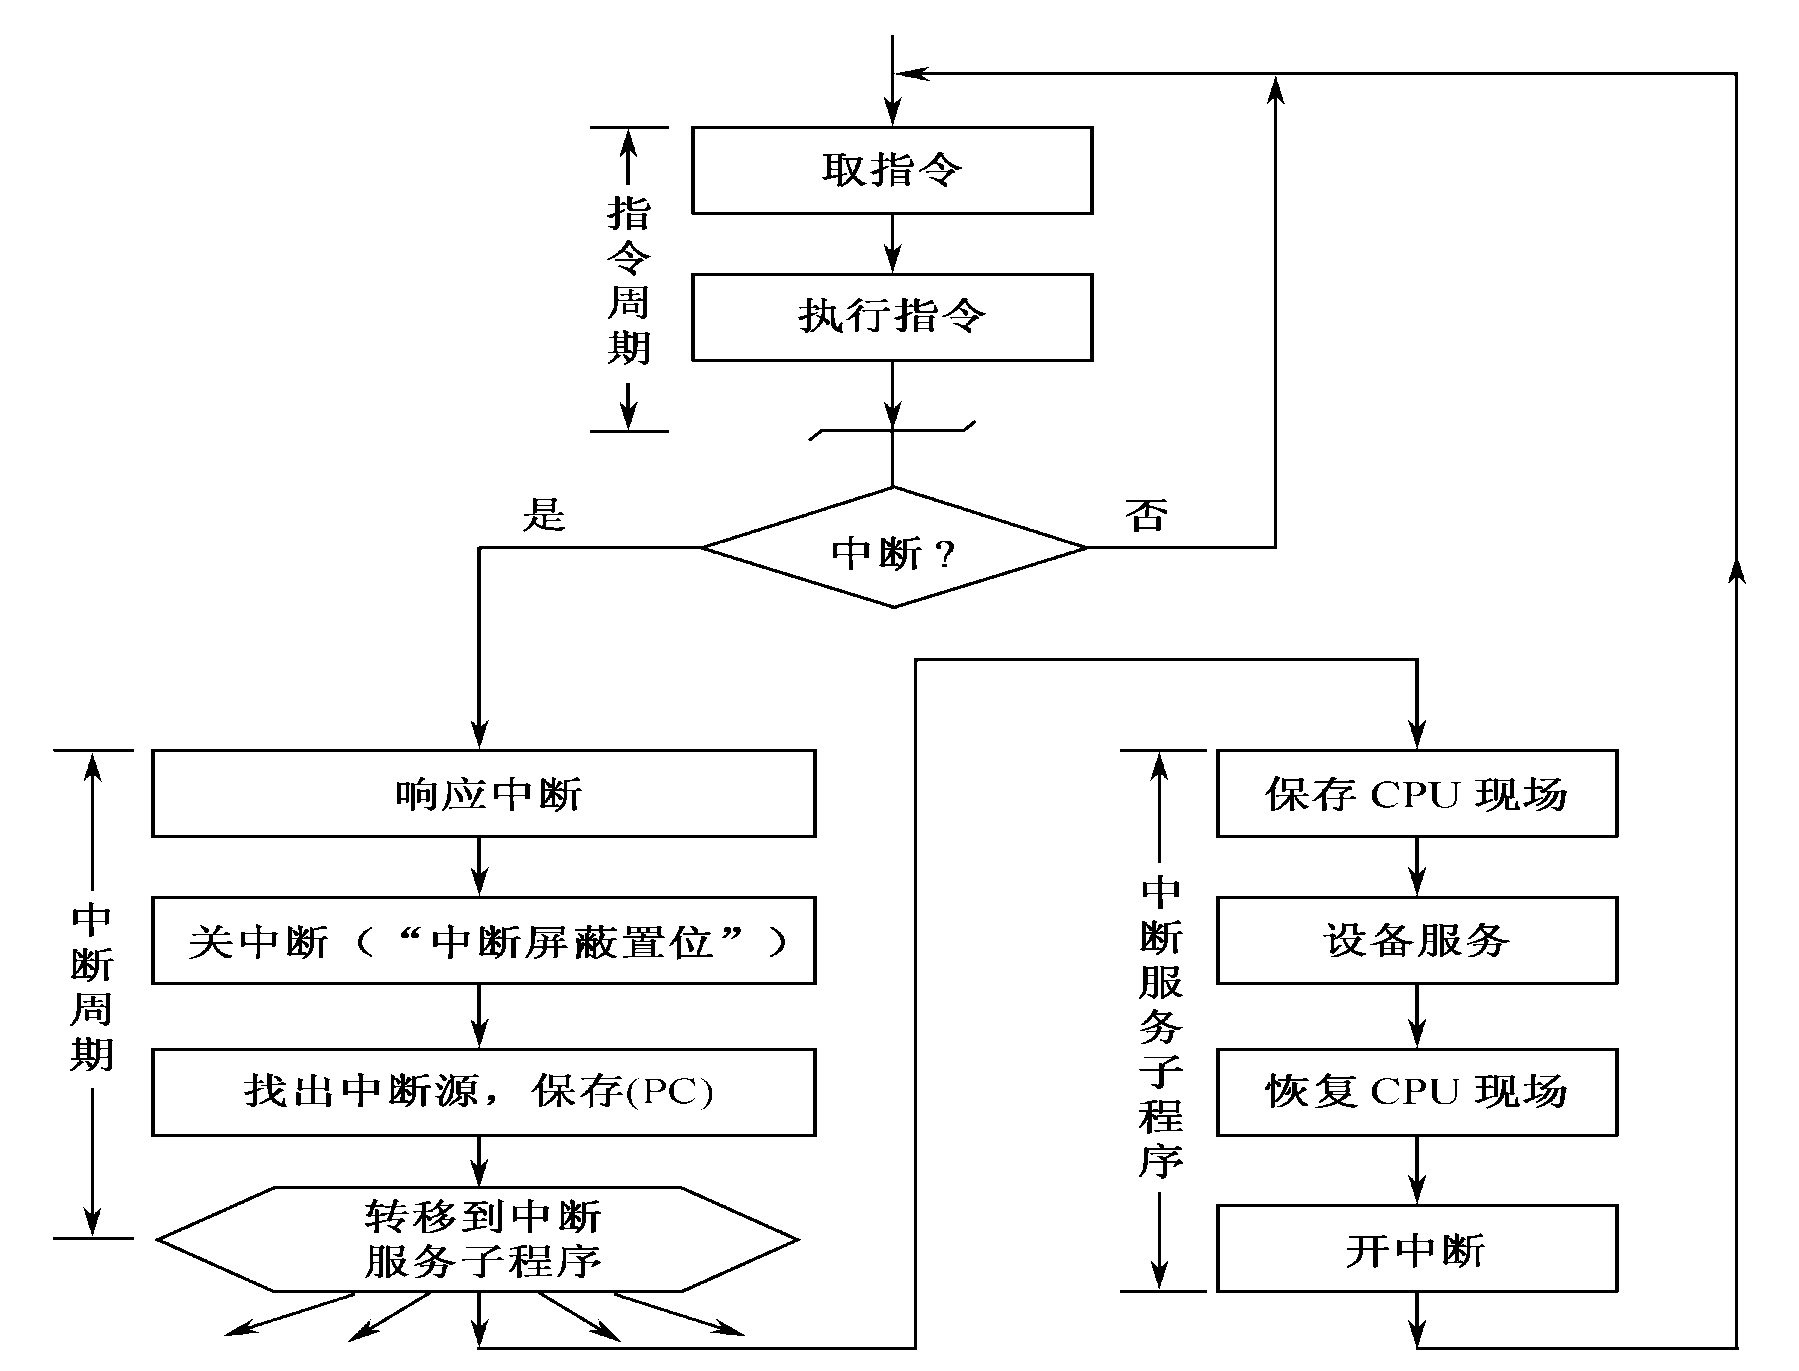 取指令
指令周期
执行指令
是
否
中断?
响应中断
关中断(“中断屏蔽置位”)
中断周期
找出中断源，保存(PC)
转移到中断
服务子程序
保存 CPU 现场
设备服务
中断服务子程序
恢复 CPU 现场
开中断